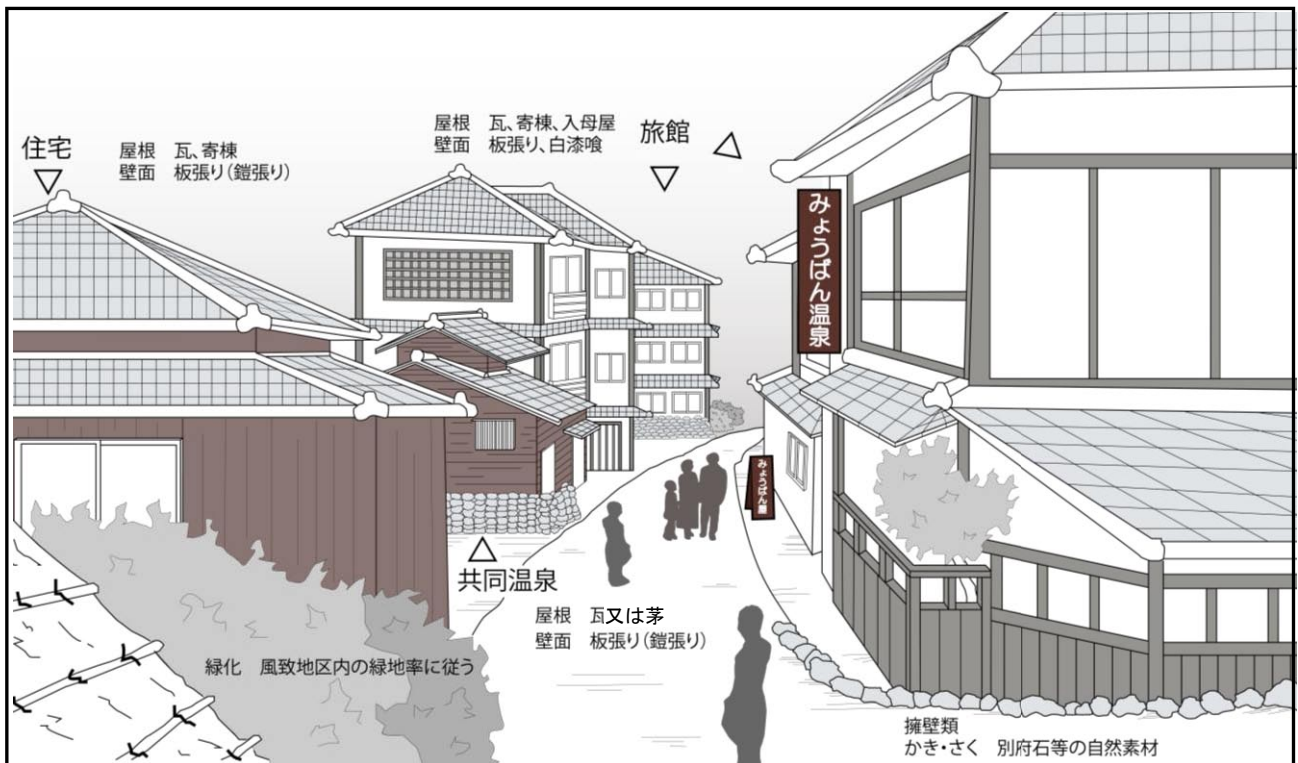 住宅
屋根　瓦、寄棟
壁面　板張り（鎧張り）
屋根　瓦、寄棟、入母屋
壁面　板張り、白漆喰
旅館
みょうばん温泉
みょうばん
共同温泉
屋根　瓦又は茅
壁面　板張り（鎧張り）
緑化　風致地区内の緑地率に従う
擁壁類
かき・さく　別府石等の自然素材